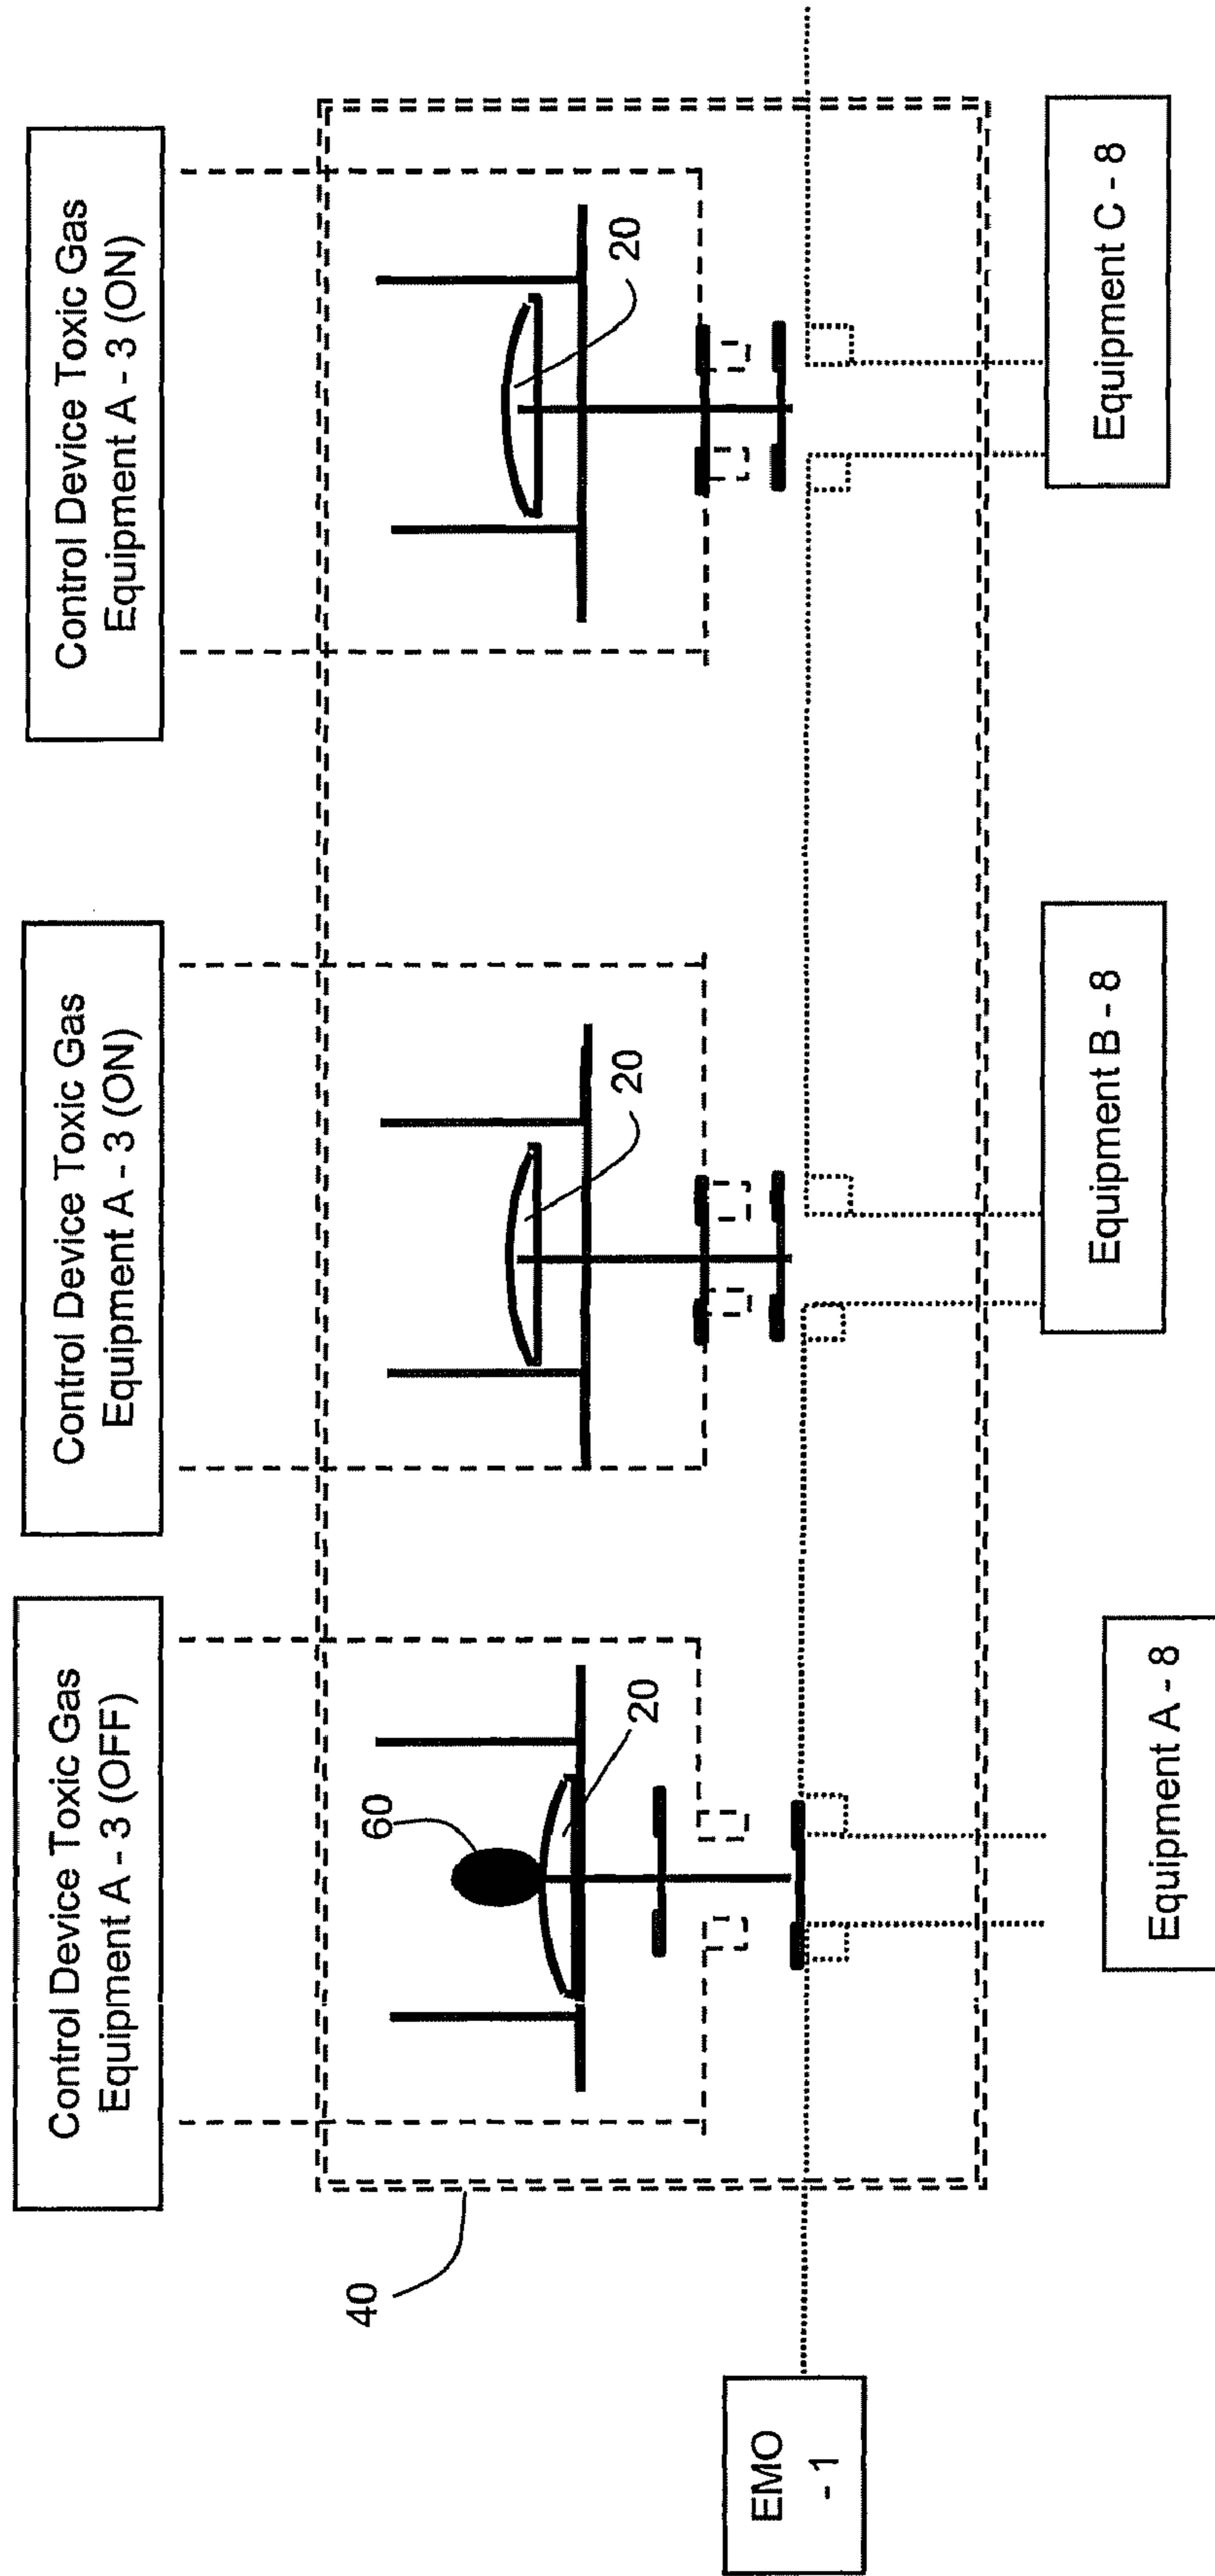 Control Device Toxic Gas
Equipment A - 3 (OFF)
Control Device Toxic Gas
Equipment A - 3 (ON)
Control Device Toxic Gas
Equipment A - 3 (ON)
60
20
20
20
40
EMO
- 1
Equipment A - 8
Equipment B - 8
Equipment C - 8